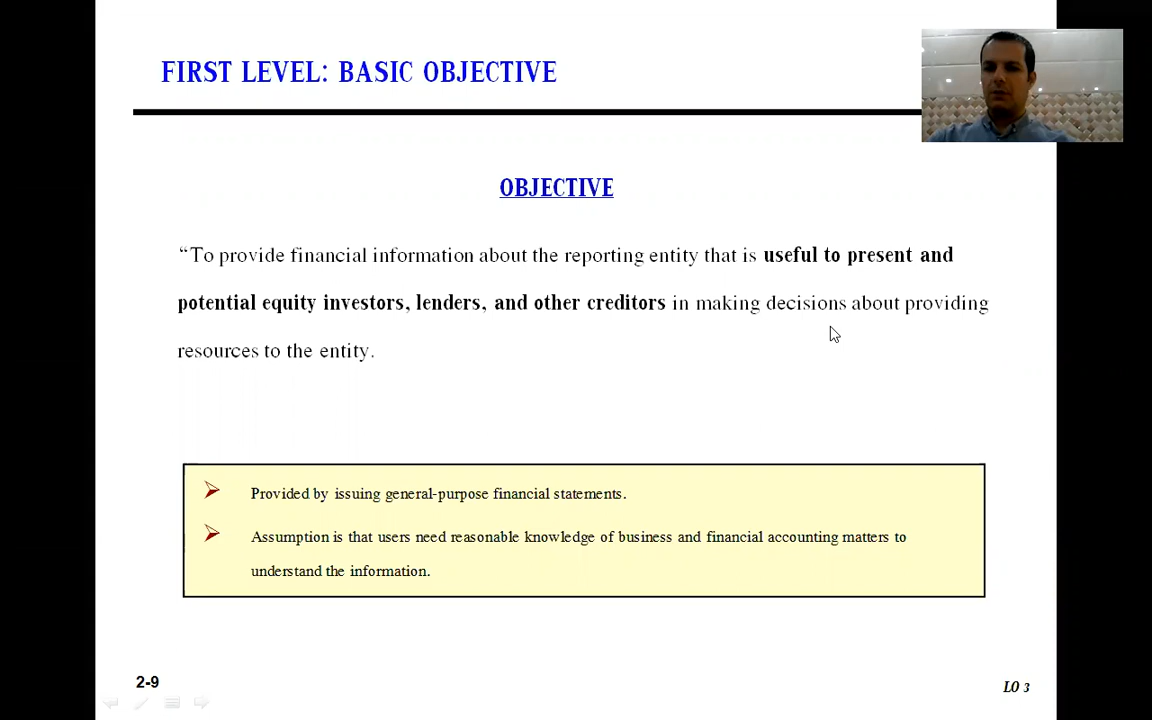 FIRST LEVEL: BASIC OBJECTIVE
OBJECTIVE
“To provide financial information about the reporting entity that is useful to present and
potential equity investors, lenders, and other creditors in making decisions about providing
resources to the entity.
Provided by issuing general-purpose financial statements.
Assumption is that users need reasonable knowledge of business and financial accounting matters to
understand the information.
2-9
LO 3